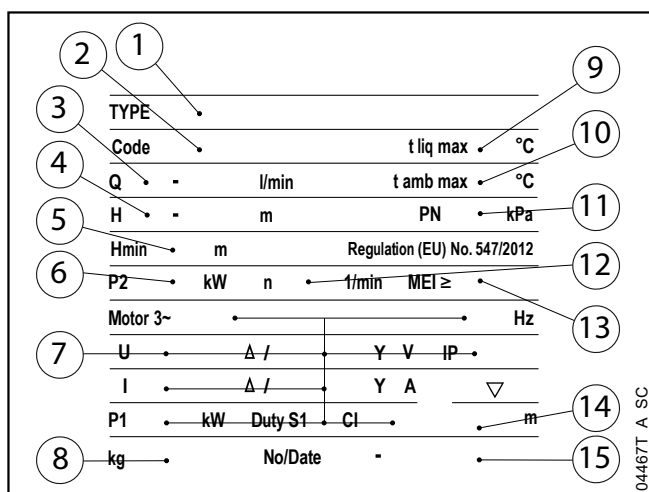 1
2
9
3
10
4
11
5
6
12
13
7
14
8
15
TYPE
Code t liq max °C
Q - l/min t amb max °C
H - m PN kPa
Hmin m Regulation (EU) No. 547/2012
P2 kW n 1/min MEI ≥
Motor 3~ Hz
U Δ / Y V IP
I Δ / Y A ▽
P1 kW Duty S1 Cl m
kg No/Date -
04467T A SC